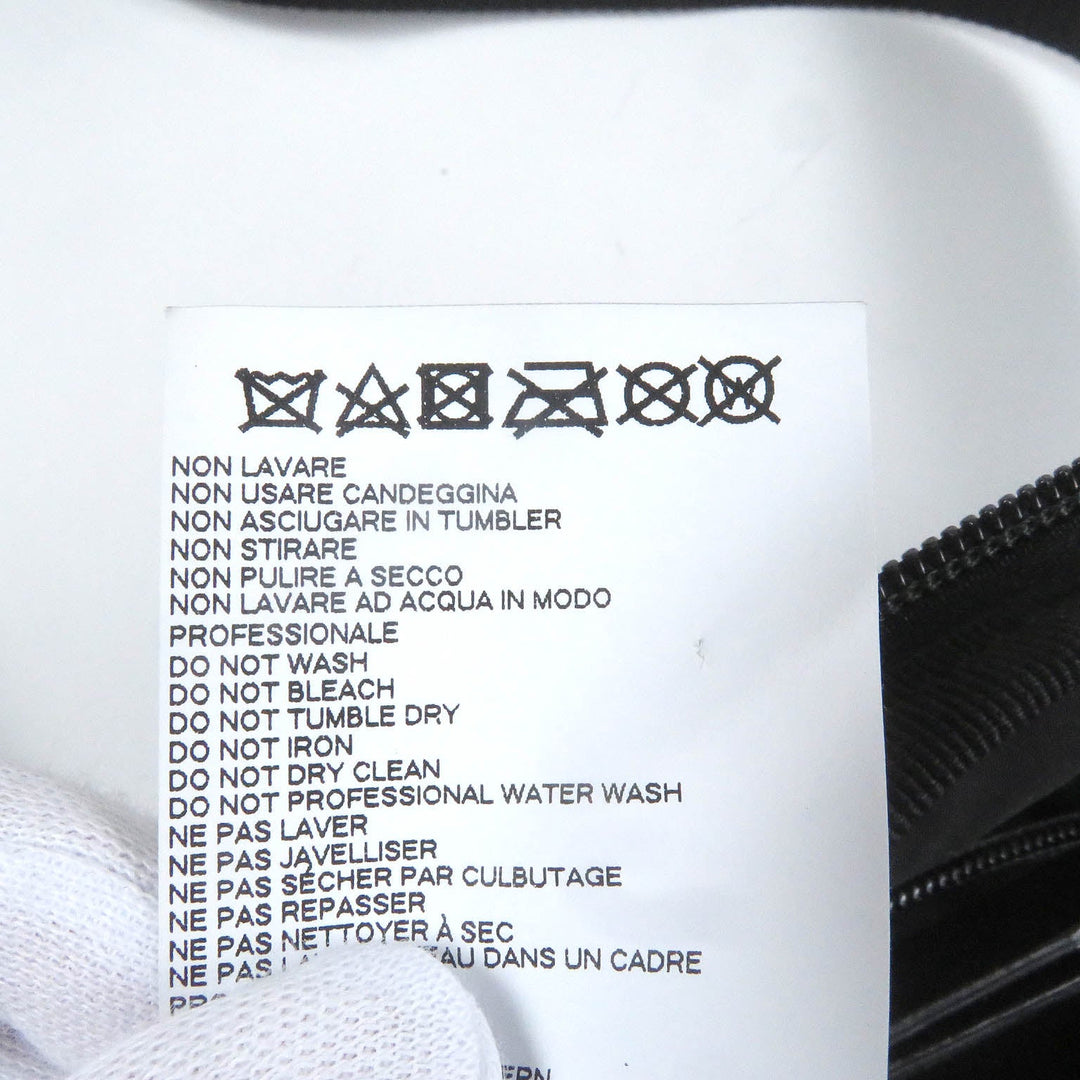 NON LAVARE
NON USARE CANDEGGINA
NON ASCIUGARE IN TUMBLER
NON STIRARE
NON PULIRE A SECCO
NON LAVARE AD ACQUA IN MODO
PROFESSIONALE
DO NOT WASH
DO NOT BLEACH
DO NOT TUMBLE DRY
DO NOT IRON
DO NOT DRY CLEAN
DO NOT PROFESSIONAL WATER WASH
NE PAS LAVER
NE PAS JAVELLISER
NE PAS SÉCHER PAR CULBUTAGE
NE PAS REPASSER
NE PAS NETTOYER À SEC
NE PAS DANS UN CADRE